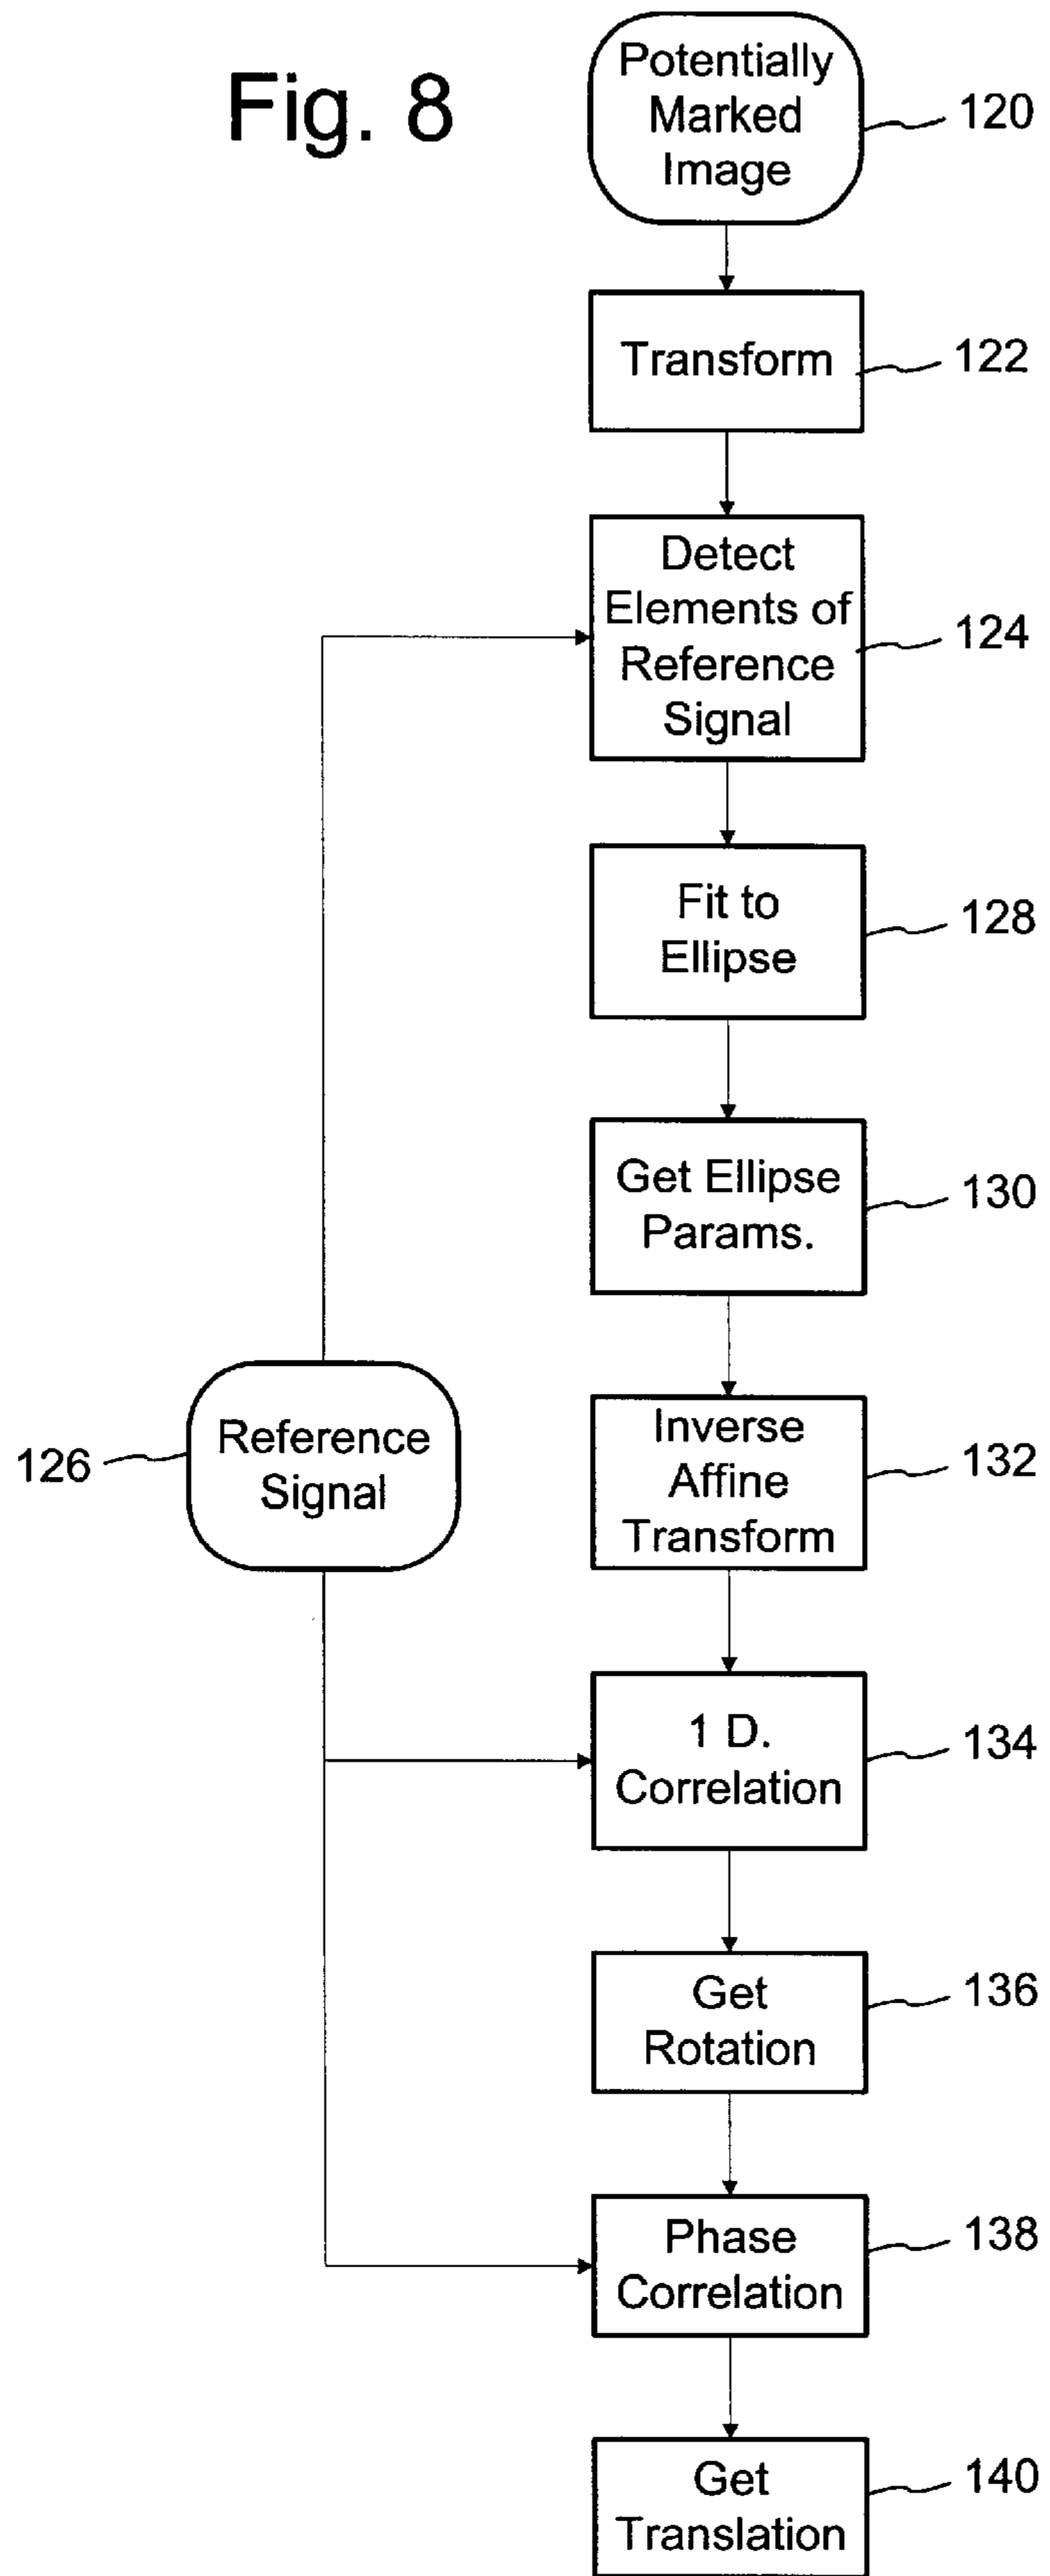 Fig. 8
Potentially
Marked
Image
120
Transform
122
Detect
Elements of
Reference
Signal
124
Fit to
Ellipse
128
Get Ellipse
Params.
130
Reference
Signal
126
Inverse
Affine
Transform
132
1 D.
Correlation
134
Get
Rotation
136
Phase
Correlation
138
Get
Translation
140